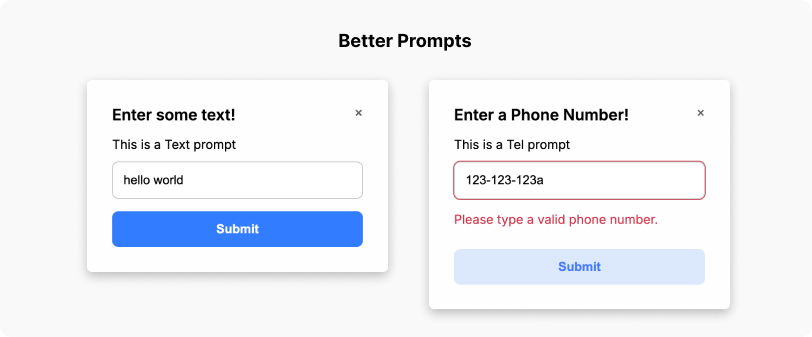 Better Prompts
Enter some text!
×
This is a Text prompt
hello world
Submit
Enter a Phone Number!
×
This is a Tel prompt
123-123-123a
Please type a valid phone number.
Submit